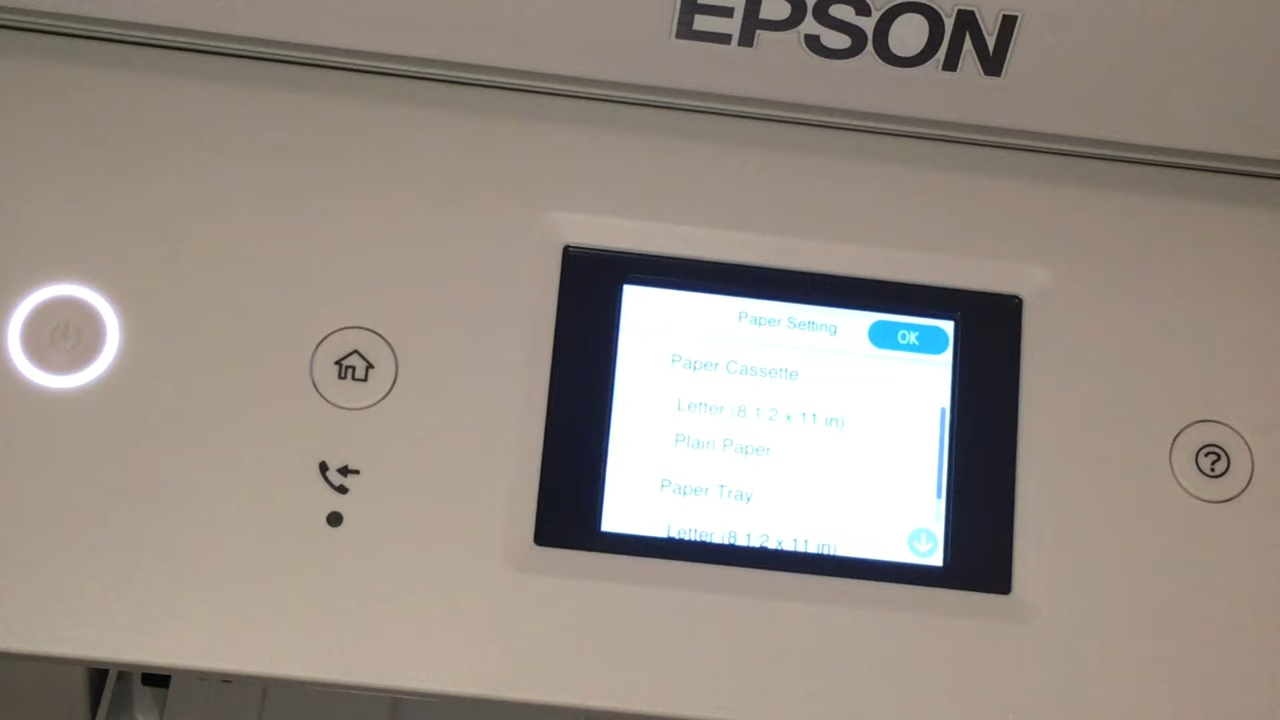 EPSON
Paper Setting
OK
Paper Cassette
Letter (8 1 2 x 11 in)
Plain Paper
Paper Tray
Letter (8 1 2 x 11 in)
?